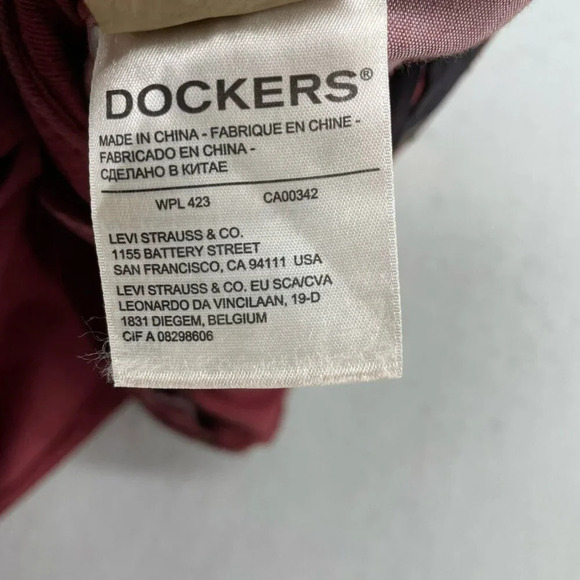 DOCKERS®
MADE IN CHINA - FABRIQUE EN CHINE -
FABRICADO EN CHINA -
СДЕЛАНО В КИТАЕ
WPL 423 CA00342
LEVI STRAUSS & CO.
1155 BATTERY STREET
SAN FRANCISCO, CA 94111 USA
LEVI STRAUSS & CO. EU SCA/CVA
LEONARDO DA VINCILAAN, 19-D
1831 DIEGEM, BELGIUM
CiF A 08298606